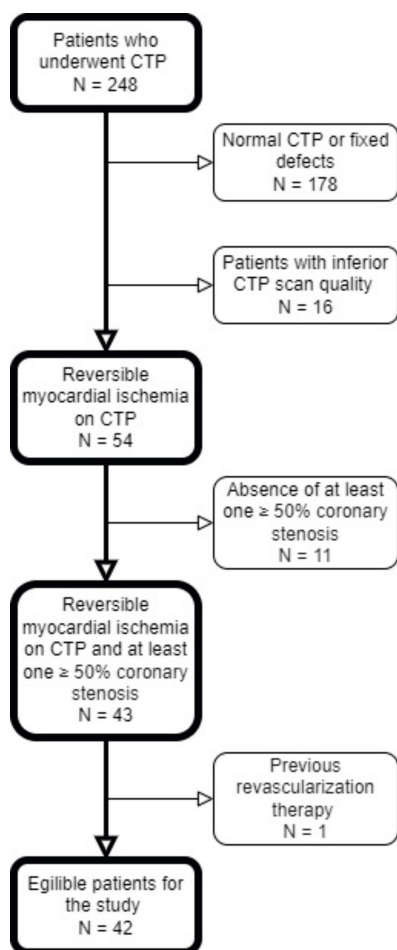 Patients who
underwent CTP
N = 248
Normal CTP or fixed
defects
N = 178
Patients with inferior
CTP scan quality
N = 16
Reversible
myocardial ischemia
on CTP
N = 54
Absence of at least
one ≥ 50% coronary
stenosis
N = 11
Reversible
myocardial ischemia
on CTP and at least
one ≥ 50% coronary
stenosis
N = 43
Previous
revascularization
therapy
N = 1
Egilible patients for
the study
N = 42